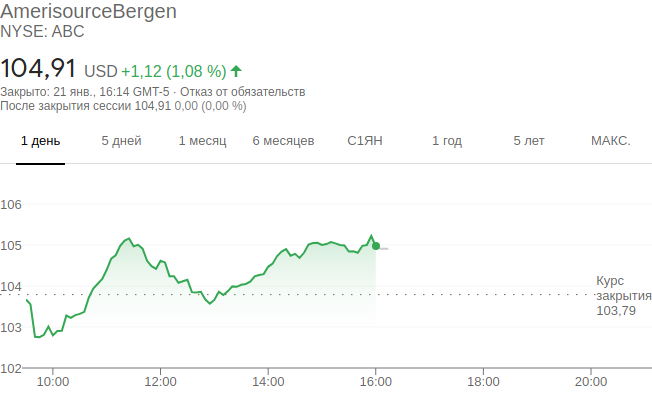 AmerisourceBergen
NYSE: ABC
104,91 USD +1,12 (1,08 %)
Закрыто: 21 янв., 16:14 GMT-5 · Отказ от обязательств
После закрытия сессии 104,91 0,00 (0,00 %)
1 день 5 дней 1 месяц 6 месяцев С1ЯН 1 год 5 лет МАКС.
106
105
104
Курс
закрытия
103,79
103
102
10:00 12:00 14:00 16:00 18:00 20:00